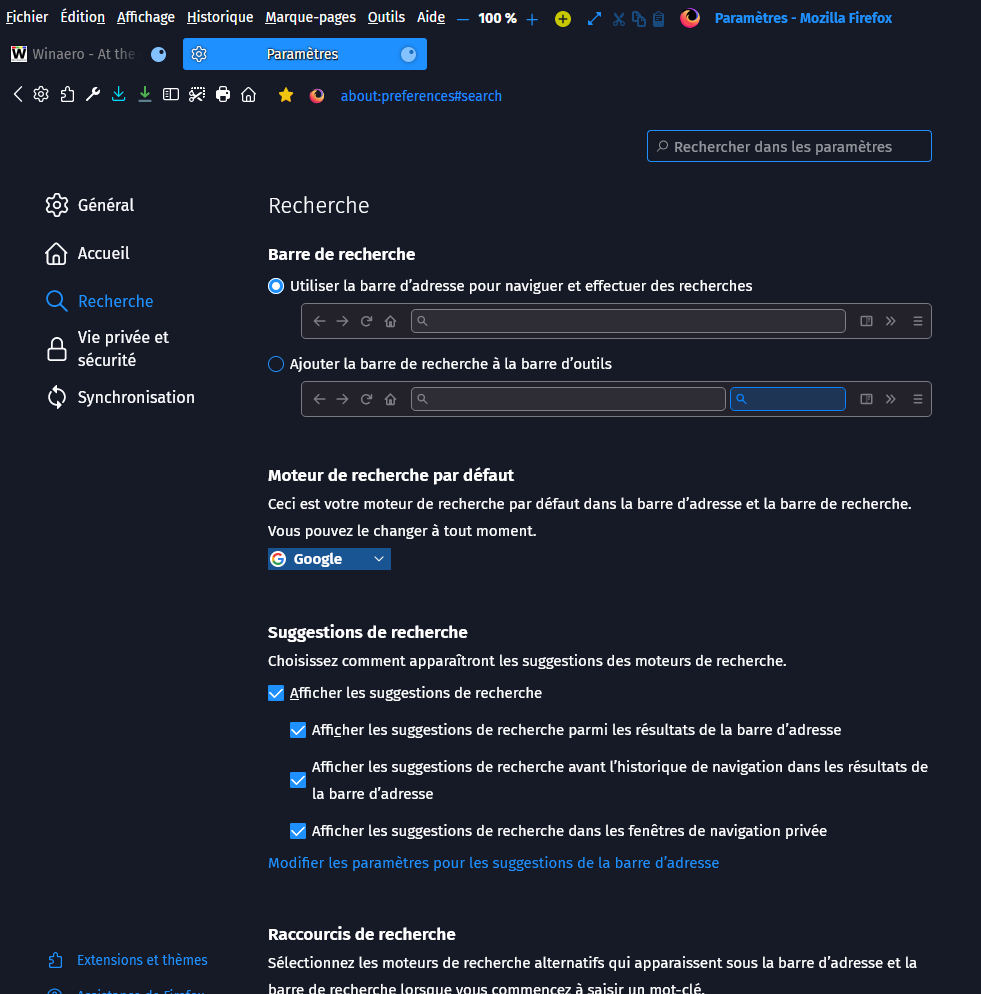 Fichier Édition Affichage Historique Marque-pages Outils Aide — 100 % + Paramètres - Mozilla Firefox
Winaero - At the Paramètres
about:preferences#search
Rechercher dans les paramètres
Général
Accueil
Recherche
Vie privée et
sécurité
Synchronisation
Recherche
Barre de recherche
Utiliser la barre d’adresse pour naviguer et effectuer des recherches
Ajouter la barre de recherche à la barre d’outils
Moteur de recherche par défaut
Ceci est votre moteur de recherche par défaut dans la barre d’adresse et la barre de recherche.
Vous pouvez le changer à tout moment.
Google
Suggestions de recherche
Choisissez comment apparaîtront les suggestions des moteurs de recherche.
Afficher les suggestions de recherche
Afficher les suggestions de recherche parmi les résultats de la barre d’adresse
Afficher les suggestions de recherche avant l’historique de navigation dans les résultats de
la barre d’adresse
Afficher les suggestions de recherche dans les fenêtres de navigation privée
Modifier les paramètres pour les suggestions de la barre d’adresse
Raccourcis de recherche
Sélectionnez les moteurs de recherche alternatifs qui apparaissent sous la barre d’adresse et la
barre de recherche lorsque vous commencez à saisir un mot-clé.
Extensions et thèmes
Assistance de Firefox